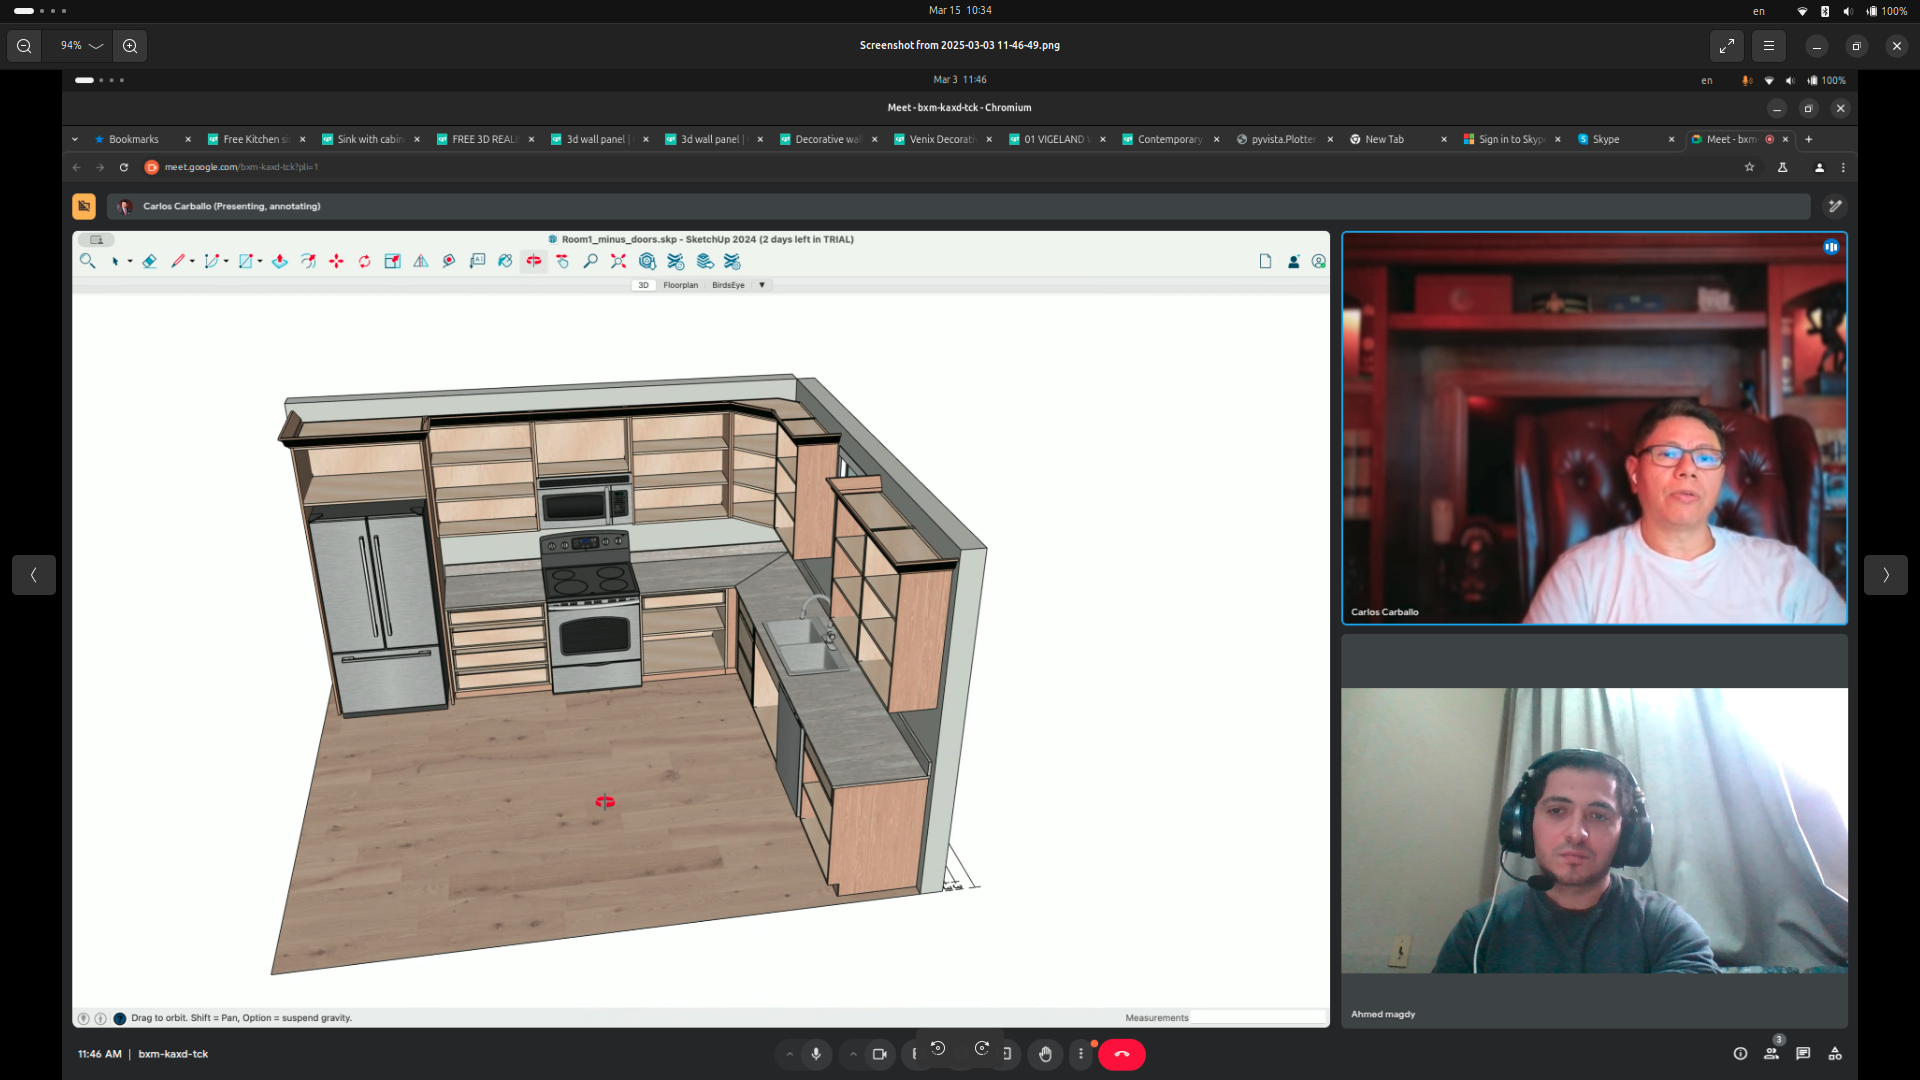 Mar 15 10:34
en
100%
94%
Screenshot from 2025-03-03 11-46-49.png
Mar 3 11:46
en
100%
Meet - bxm-kaxd-tck - Chromium
Bookmarks
Free Kitchen si
Sink with cabin
FREE 3D REAL
3d wall panel |
3d wall panel |
Decorative wal
Venix Decorati
01 VIGELAND
Contemporary
pyvista.Plotter
New Tab
Sign in to Skyp
Skype
Meet - bxm-
meet.google.com/bxm-kaxd-tck?pli=1
Carlos Carballo (Presenting, annotating)
Room1_minus_doors.skp - SketchUp 2024 (2 days left in TRIAL)
3D Floorplan BirdsEye
Carlos Carballo
Ahmed magdy
Drag to orbit. Shift = Pan, Option = suspend gravity.
Measurements
11:46 AM | bxm-kaxd-tck
3